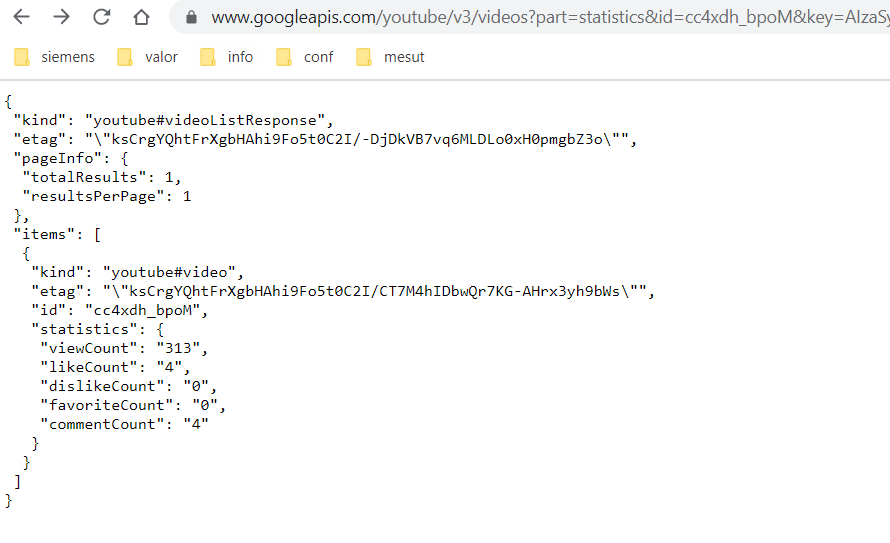 www.googleapis.com/youtube/v3/videos?part=statistics&id=cc4xdh_bpoM&key=AIzaSy
siemens valor info conf mesut
{
"kind": "youtube#videoListResponse",
"etag": "\"ksCrgYQhtFrXgbHAhi9Fo5t0C2I/-DjDkVB7vq6MLDLo0xH0pmgbZ3o\"",
"pageInfo": {
"totalResults": 1,
"resultsPerPage": 1
},
"items": [
{
"kind": "youtube#video",
"etag": "\"ksCrgYQhtFrXgbHAhi9Fo5t0C2I/CT7M4hIDbwQr7KG-AHrx3yh9bWs\"",
"id": "cc4xdh_bpoM",
"statistics": {
"viewCount": "313",
"likeCount": "4",
"dislikeCount": "0",
"favoriteCount": "0",
"commentCount": "4"
}
}
]
}